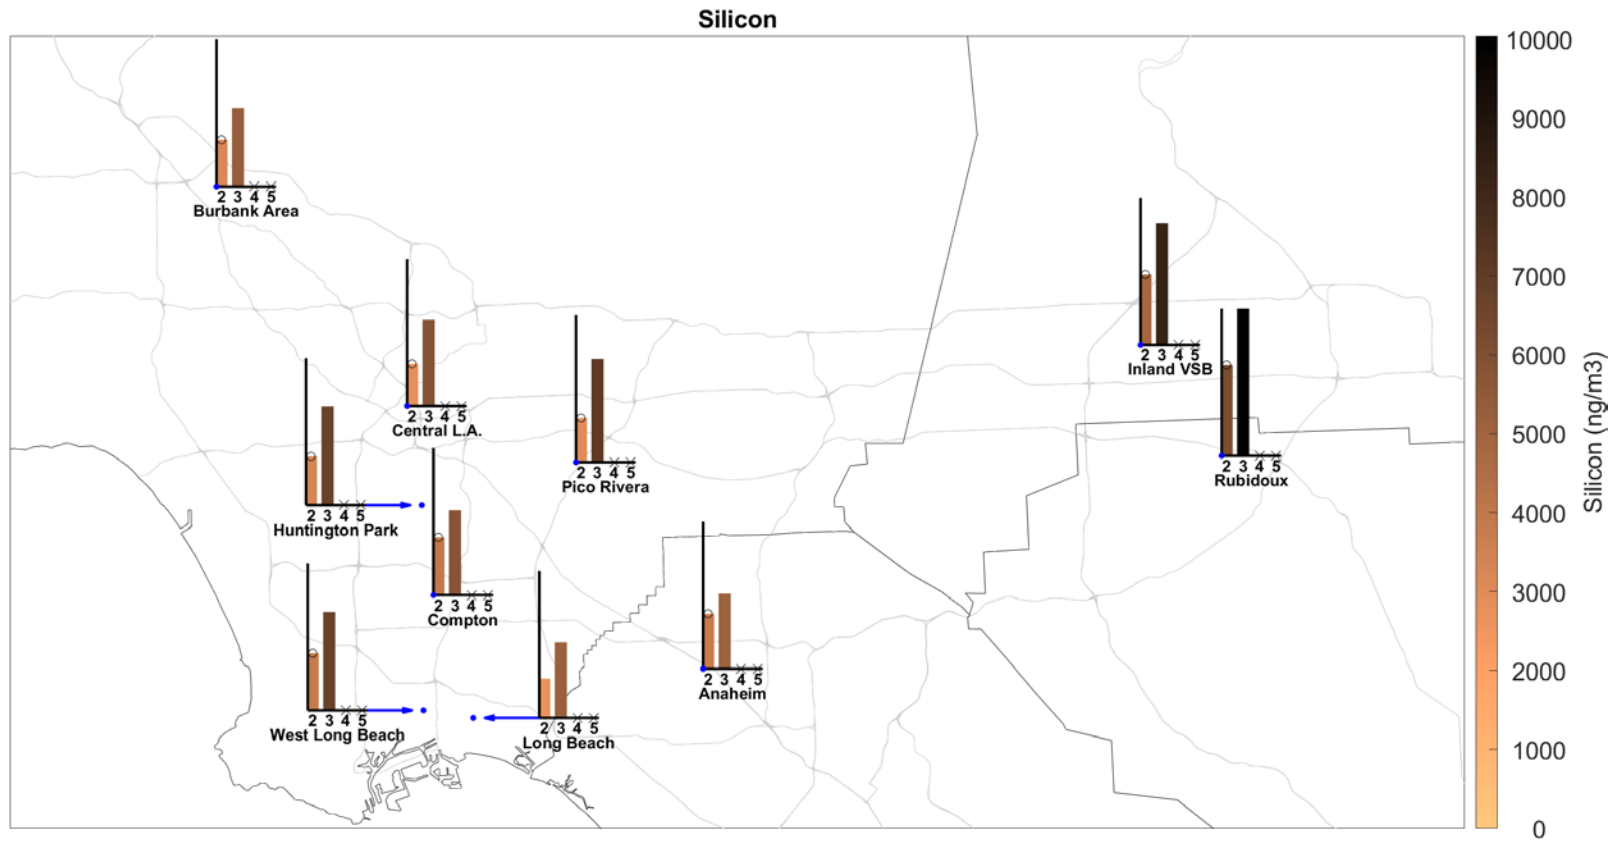 Silicon
10000
9000
8000
7000
6000
5000
4000
3000
2000
1000
0
Silicon (ng/m3)
2 3 4 5
Burbank Area
2 3 4 5
Inland VSB
2 3 4 5
Central L.A.
2 3 4 5
Pico Rivera
2 3 4 5
Rubidoux
2 3 4 5
Huntington Park
2 3 4 5
Compton
2 3 4 5
Anaheim
2 3 4 5
West Long Beach
2 3 4 5
Long Beach